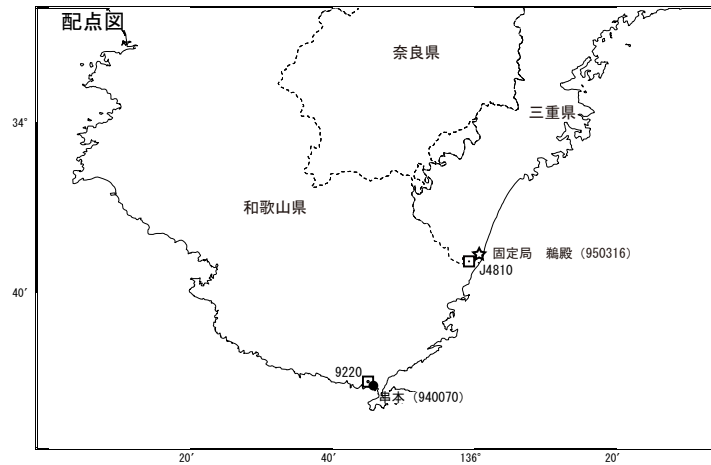 配点図
奈良県
34°
三重県
和歌山県
固定局 鵜殿（950316）
J4810
40′
9220
串本（940070）
20′ 40′ 136° 20′